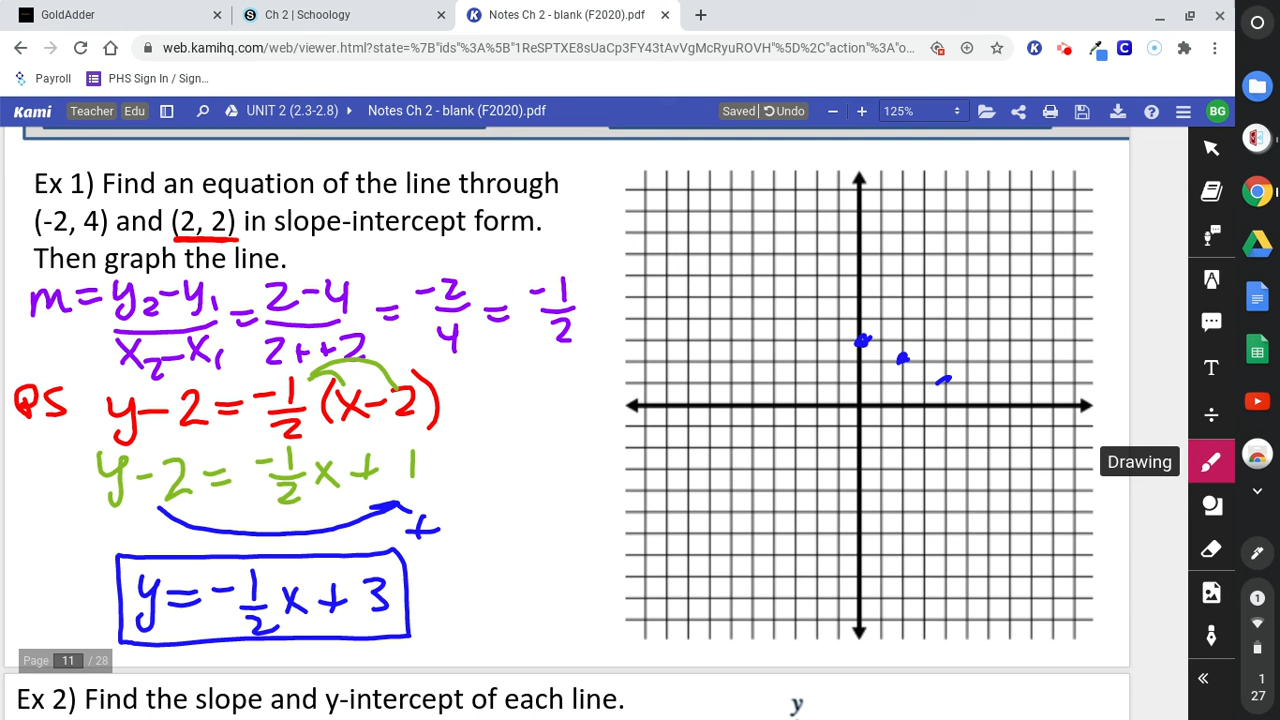 GoldAdder
Ch 2 | Schoology
Notes Ch 2 - blank (F2020).pdf
web.kamihq.com/web/viewer.html?state=%7B"ids"%3A%5B"1ReSPTXE8sUaCp3FY43tAvVgMcRyuROVH"%5D%2C"action"%3A"o...
Payroll
PHS Sign In / Sign...
Kami
Teacher
Edu
UNIT 2 (2.3-2.8)
Notes Ch 2 - blank (F2020).pdf
Saved
Undo
125%
BG
Ex 1) Find an equation of the line through
(-2, 4) and (2, 2) in slope-intercept form.
Then graph the line.
m = y₂-y₁/x₂-x₁ = 2-4/2++2 = -2/4 = -1/2
PS y-2 = -1/2 (x-2)
y-2 = -1/2 x + 1
+
y = -1/2 x + 3
Drawing
Page 11 / 28
Ex 2) Find the slope and y-intercept of each line.
y
1
1
27